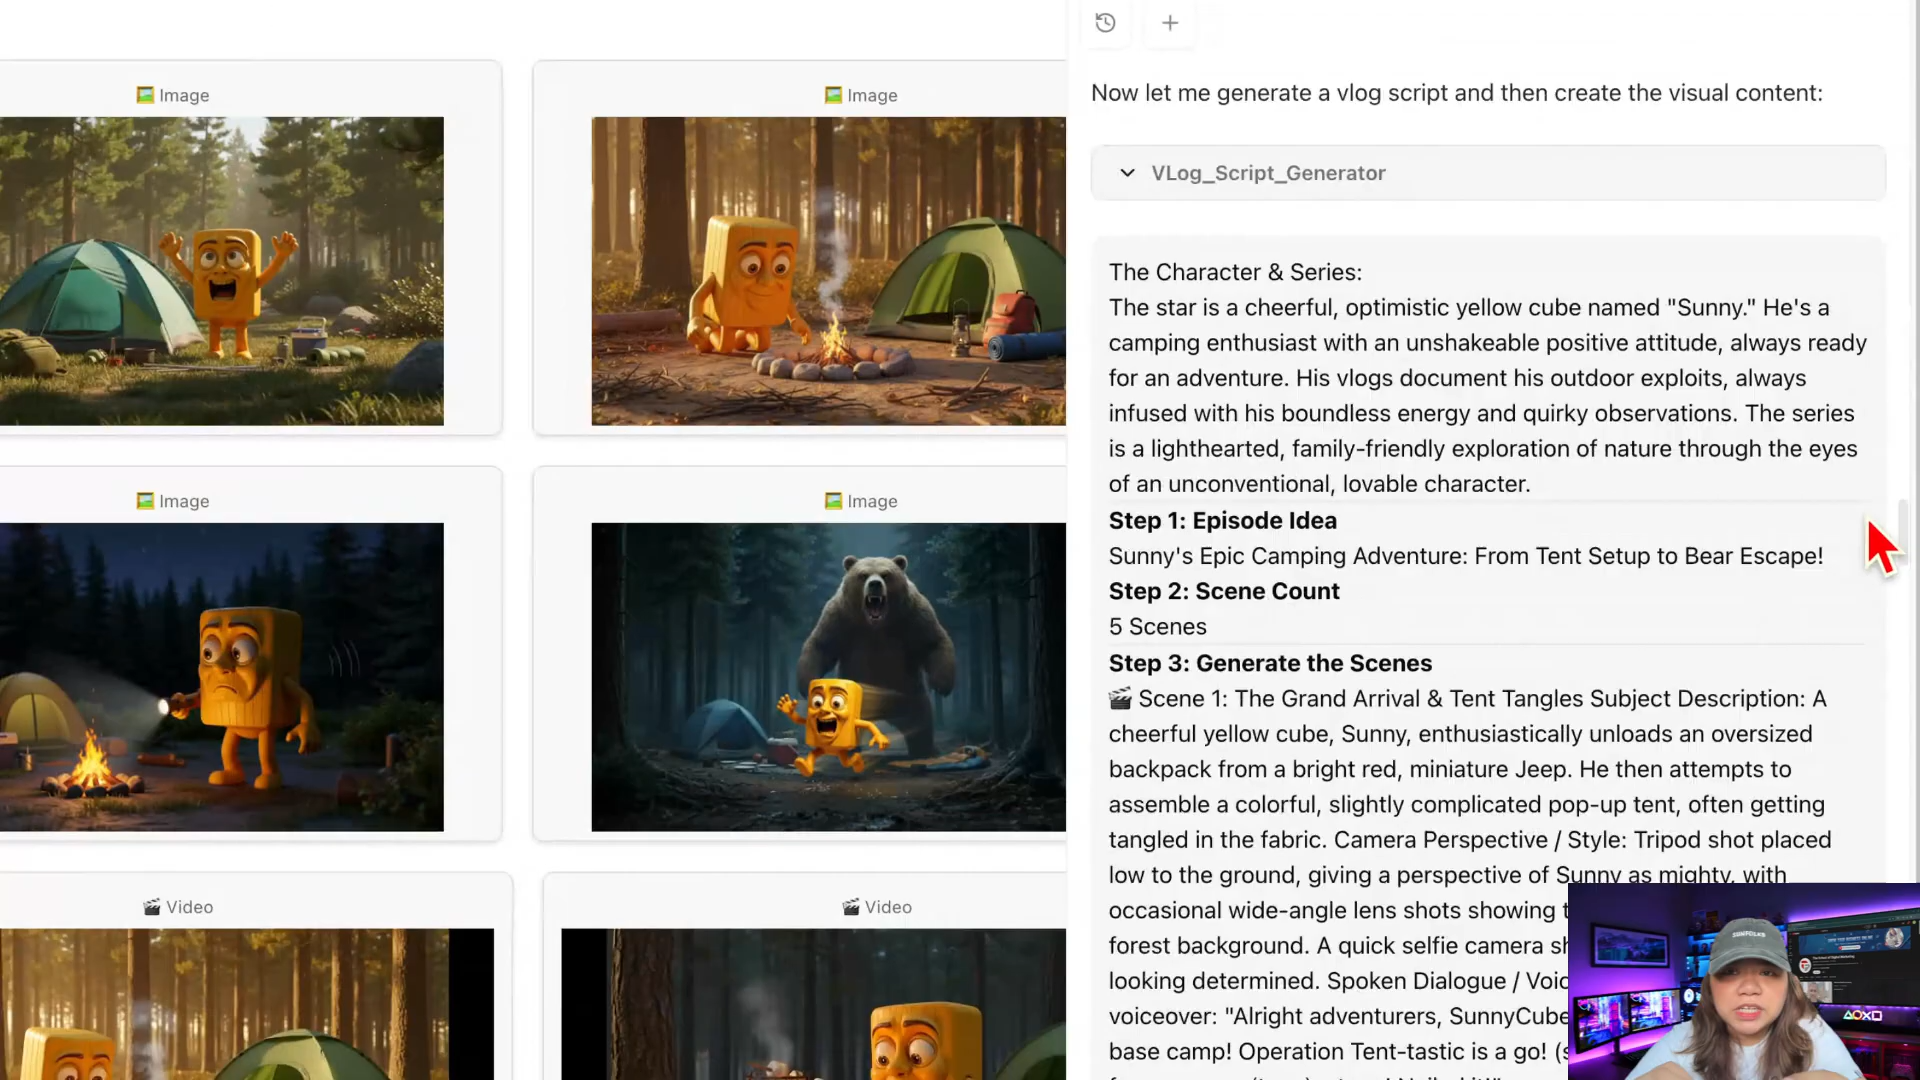 Image
Image
Image
Image
Video
Video
Now let me generate a vlog script and then create the visual content:
VLog_Script_Generator
The Character & Series:
The star is a cheerful, optimistic yellow cube named "Sunny." He's a
camping enthusiast with an unshakeable positive attitude, always ready
for an adventure. His vlogs document his outdoor exploits, always
infused with his boundless energy and quirky observations. The series
is a lighthearted, family-friendly exploration of nature through the eyes
of an unconventional, lovable character.
Step 1: Episode Idea
Sunny's Epic Camping Adventure: From Tent Setup to Bear Escape!
Step 2: Scene Count
5 Scenes
Step 3: Generate the Scenes
🎬 Scene 1: The Grand Arrival & Tent Tangles Subject Description: A
cheerful yellow cube, Sunny, enthusiastically unloads an oversized
backpack from a bright red, miniature Jeep. He then attempts to
assemble a colorful, slightly complicated pop-up tent, often getting
tangled in the fabric. Camera Perspective / Style: Tripod shot placed
low to the ground, giving a perspective of Sunny as mighty, with
occasional wide-angle lens shots showing
forest background. A quick selfie camera
looking determined. Spoken Dialogue /
voiceover: "Alright adventurers,
base camp! Operation Tent-tastic is a go!